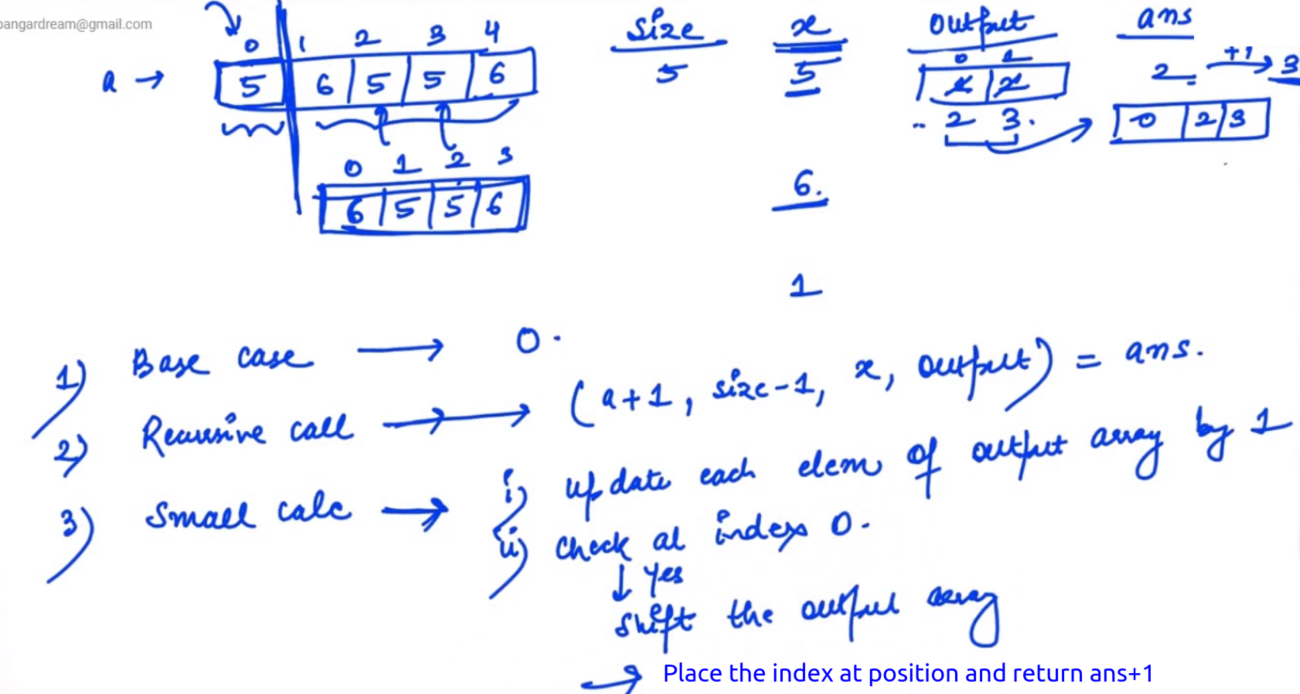 pangardream@gmail.com
size x output ans
0 1 2 3 4
a → 5 6 5 5 6
5 5 0 1
1 2
2 +1 → 3
2 3.
0 2 3
0 1 2 3
6 5 5 6
6.
1
1) Base case → 0.
2) Recursive call → (a+1, size-1, x, output) = ans.
3) Small calc → i) update each elem of output array by 1
ii) check at index 0.
↓ yes
shift the output array
→ Place the index at position and return ans+1